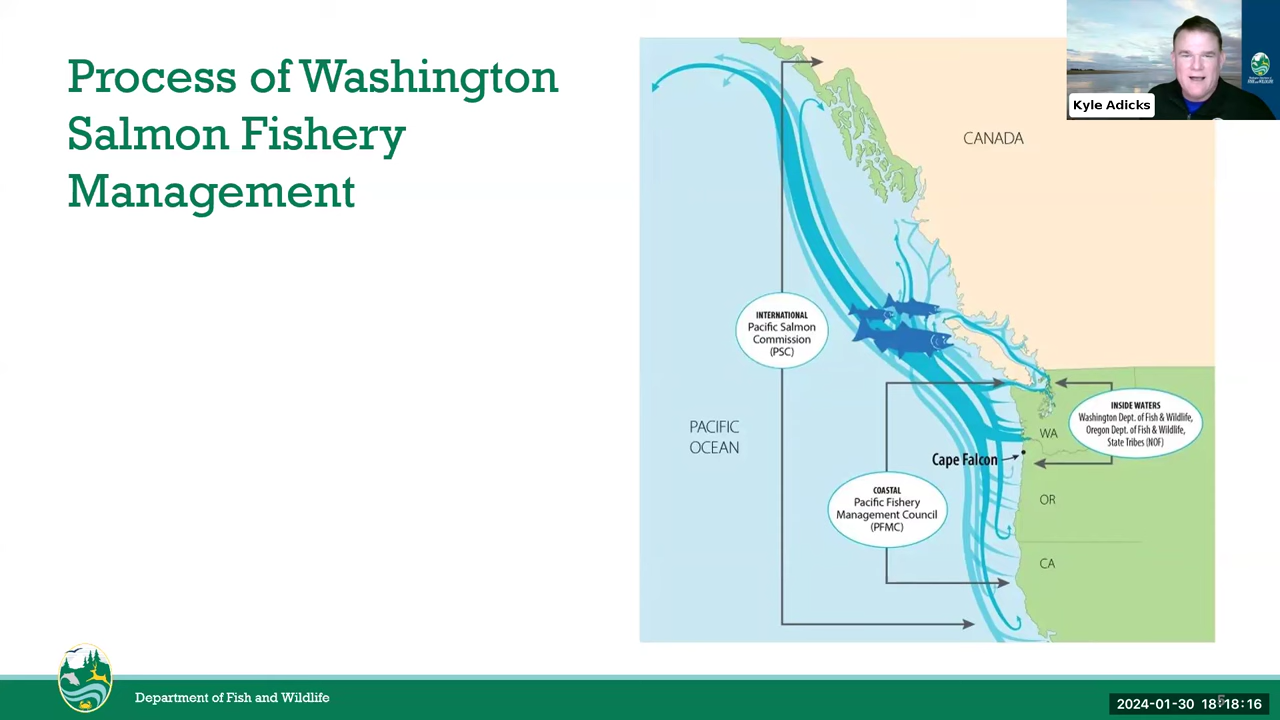 Process of Washington
Salmon Fishery
Management
Kyle Adicks
CANADA
INTERNATIONAL
Pacific Salmon
Commission
(PSC)
PACIFIC
OCEAN
INSIDE WATERS
Washington Dept. of Fish & Wildlife,
Oregon Dept. of Fish & Wildlife,
State Tribes (NOF)
WA
Cape Falcon
COASTAL
Pacific Fishery
Management Council
(PFMC)
OR
CA
Department of Fish and Wildlife
2024-01-30 18:18:16